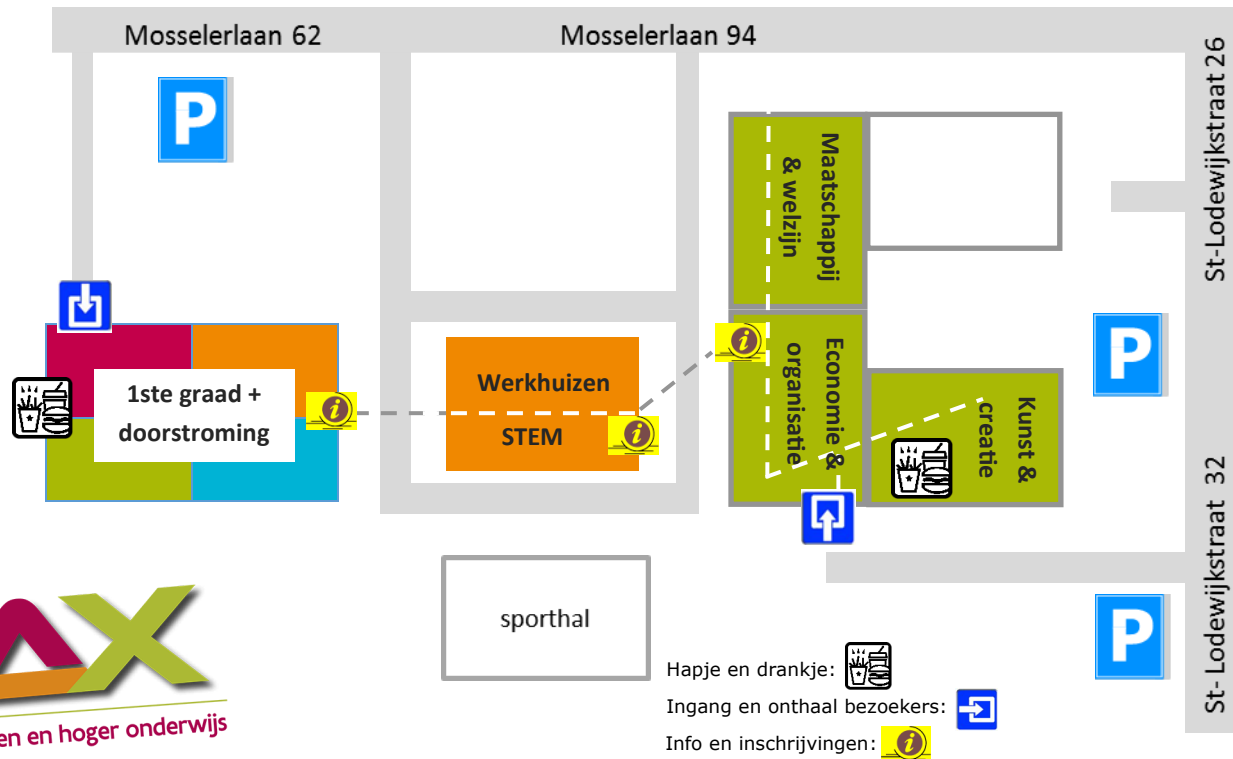 Mosselerlaan 62
Mosselerlaan 94
St-Lodewijkstraat 26
P
Maatschappij
& welzijn
P
1ste graad +
doorstroming
i
Werkhuizen
STEM
i
i
Economie &
organisatie
Kunst &
creatie
St- Lodewijkstraat 32
sporthal
P
AX
en en hoger onderwijs
Hapje en drankje:
Ingang en onthaal bezoekers:
Info en inschrijvingen: i